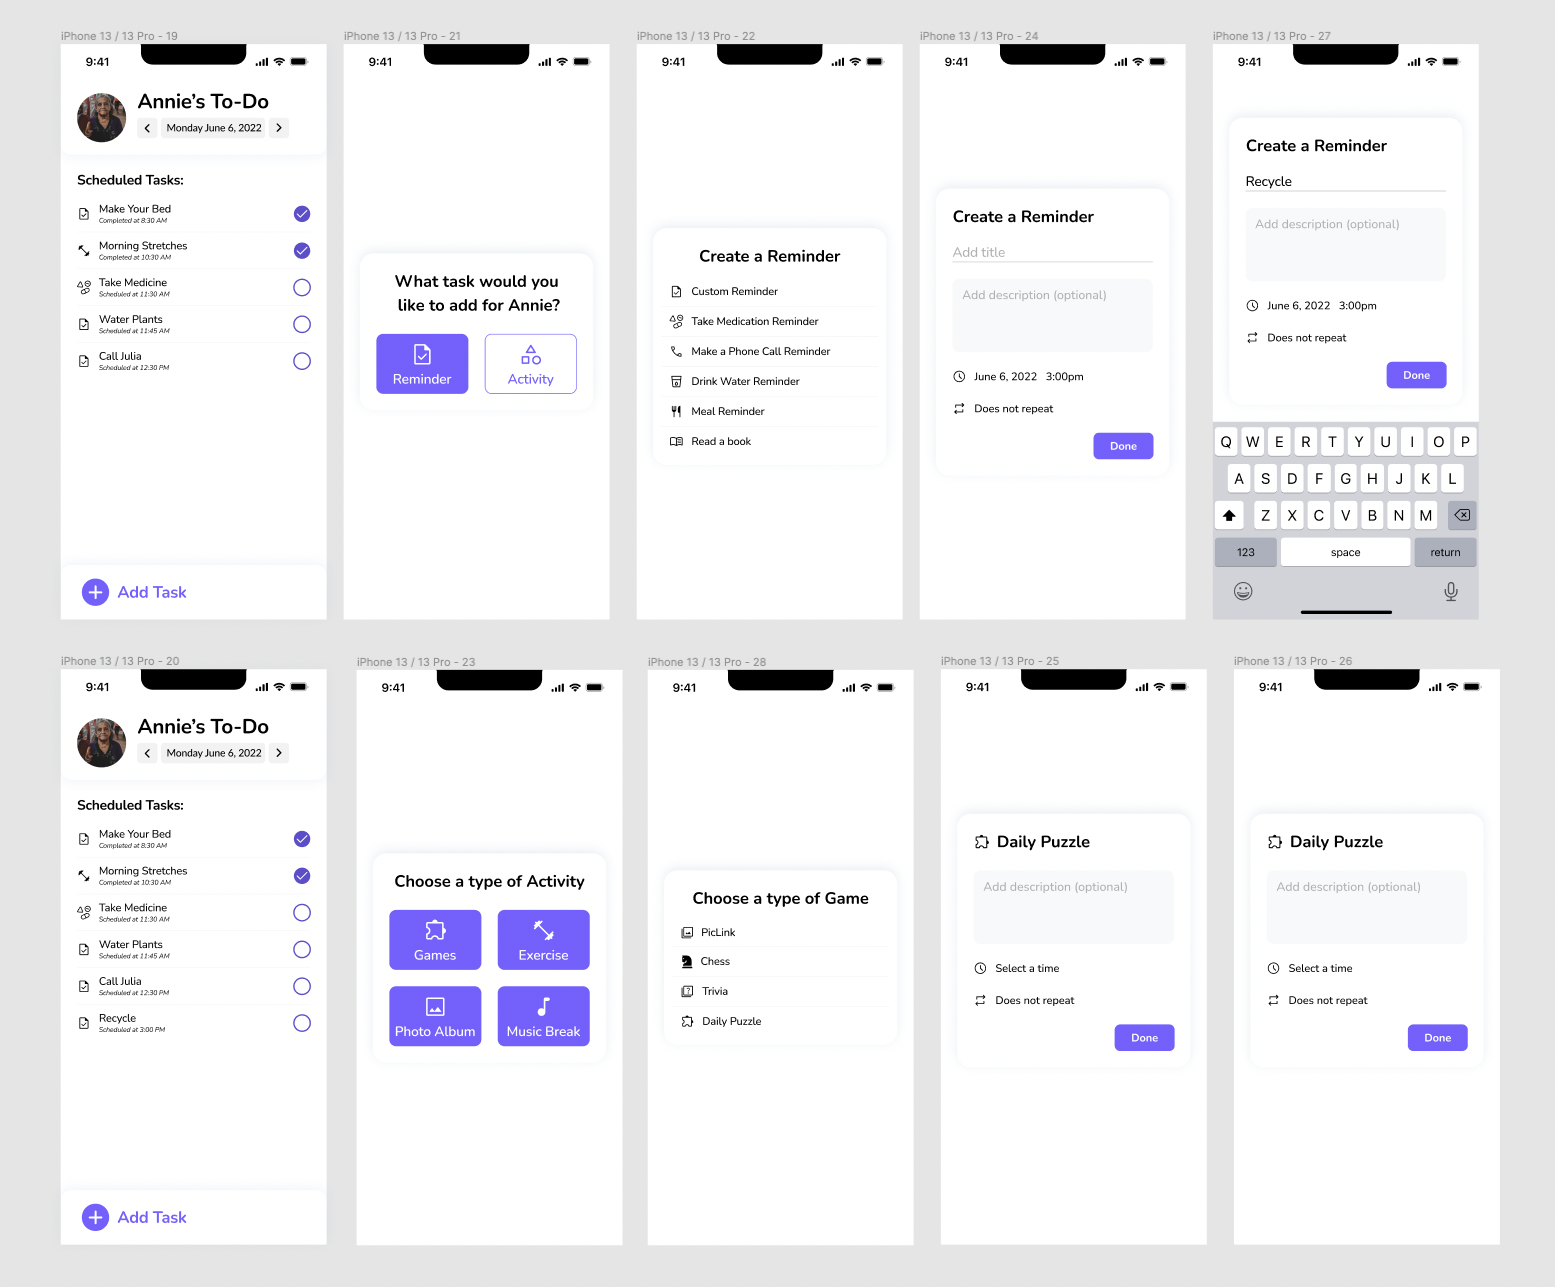 iPhone 13 / 13 Pro - 19
9:41
Annie's To-Do
Monday June 6, 2022
Scheduled Tasks:
Make Your Bed
Completed at 8:30 AM
Morning Stretches
Completed at 10:30 AM
Take Medicine
Scheduled at 11:30 AM
Water Plants
Scheduled at 11:45 AM
Call Julia
Scheduled at 12:30 PM
Add Task
iPhone 13 / 13 Pro - 21
9:41
What task would you
like to add for Annie?
Reminder
Activity
iPhone 13 / 13 Pro - 22
9:41
Create a Reminder
Custom Reminder
Take Medication Reminder
Make a Phone Call Reminder
Drink Water Reminder
Meal Reminder
Read a book
iPhone 13 / 13 Pro - 24
9:41
Create a Reminder
Add title
Add description (optional)
June 6, 2022 3:00pm
Does not repeat
Done
iPhone 13 / 13 Pro - 27
9:41
Create a Reminder
Recycle
Add description (optional)
June 6, 2022 3:00pm
Does not repeat
Done
Q W E R T Y U I O P
A S D F G H J K L
Z X C V B N M
123 space return
iPhone 13 / 13 Pro - 20
9:41
Annie's To-Do
Monday June 6, 2022
Scheduled Tasks:
Make Your Bed
Completed at 8:30 AM
Morning Stretches
Completed at 10:30 AM
Take Medicine
Scheduled at 11:30 AM
Water Plants
Scheduled at 11:45 AM
Call Julia
Scheduled at 12:30 PM
Recycle
Scheduled at 3:00 PM
Add Task
iPhone 13 / 13 Pro - 23
9:41
Choose a type of Activity
Games
Exercise
Photo Album
Music Break
iPhone 13 / 13 Pro - 28
9:41
Choose a type of Game
PicLink
Chess
Trivia
Daily Puzzle
iPhone 13 / 13 Pro - 25
9:41
Daily Puzzle
Add description (optional)
Select a time
Does not repeat
Done
iPhone 13 / 13 Pro - 26
9:41
Daily Puzzle
Add description (optional)
Select a time
Does not repeat
Done